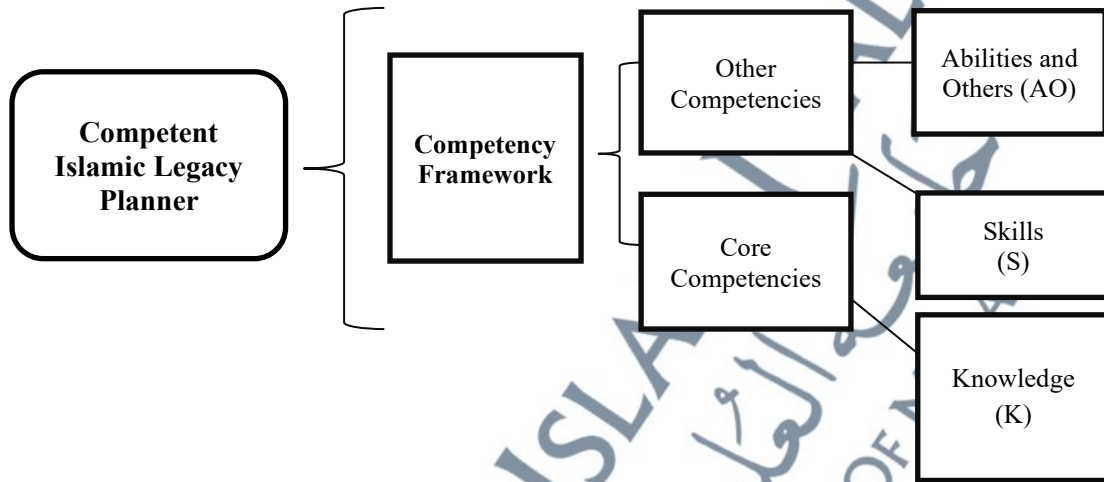 Competent
Islamic Legacy
Planner
Competency
Framework
Other
Competencies
Core
Competencies
Abilities and
Others (AO)
Skills
(S)
Knowledge
(K)